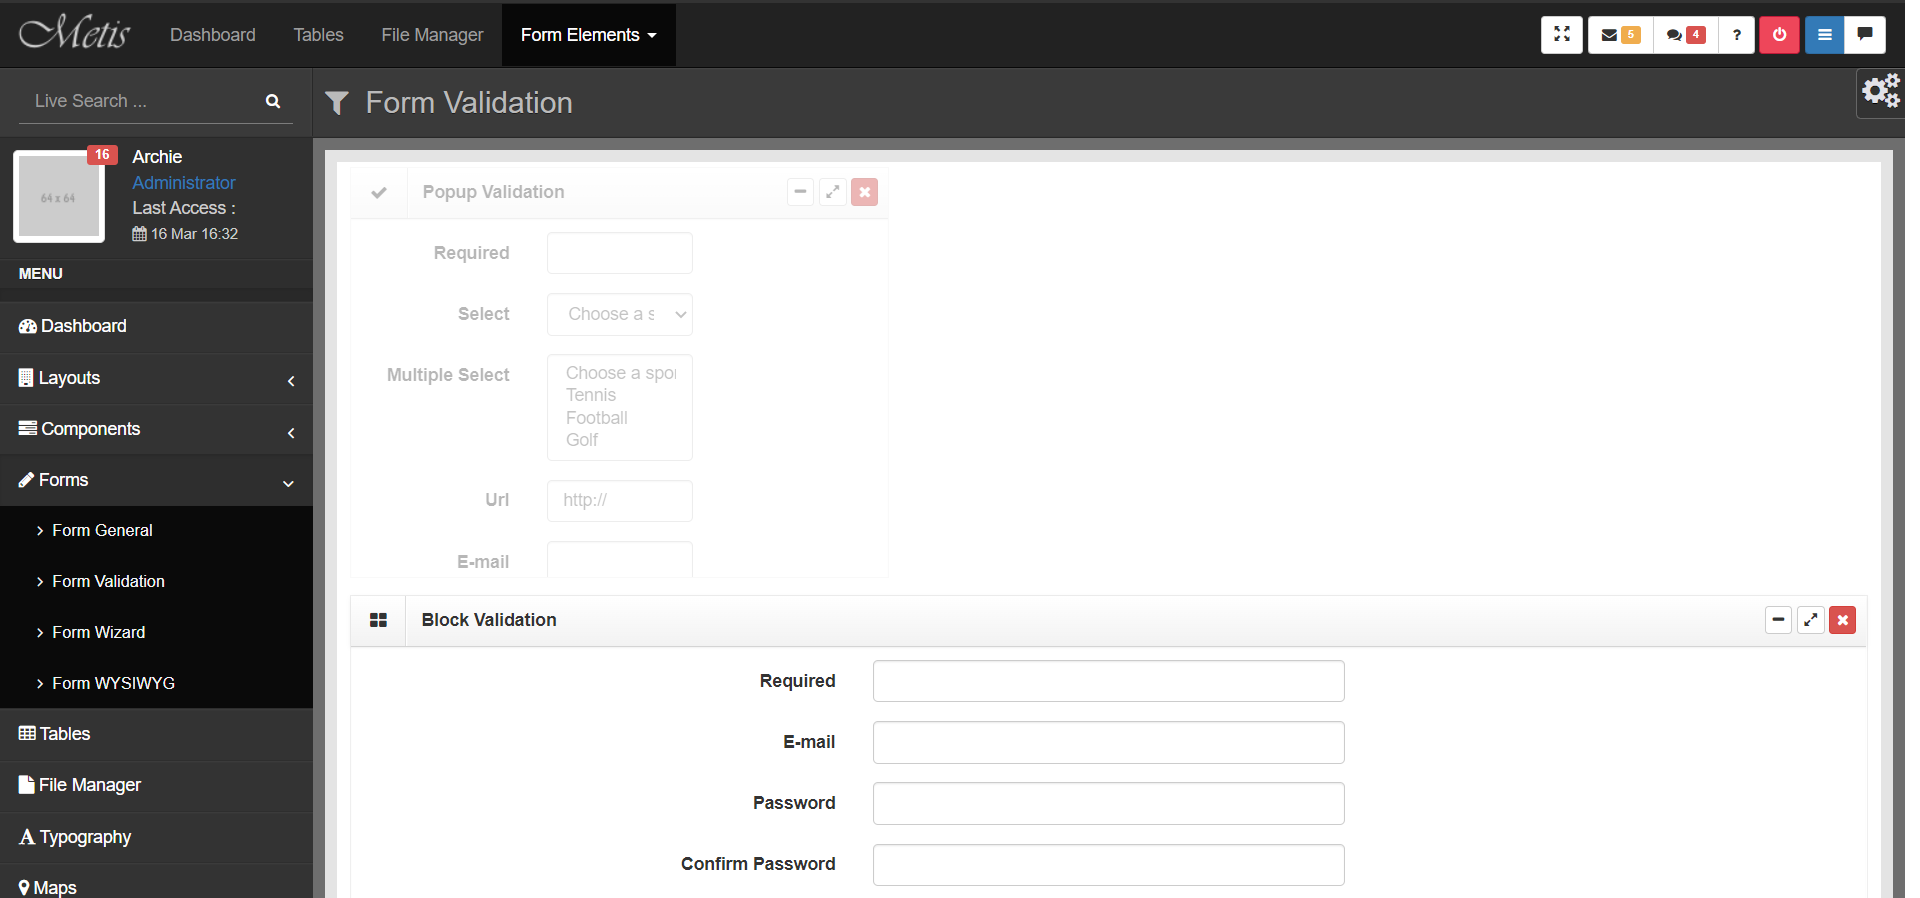 Metis
Dashboard
Tables
File Manager
Form Elements
5
4
?
Live Search ...
Form Validation
64 x 64
16
Archie
Administrator
Last Access :
16 Mar 16:32
MENU
Dashboard
Layouts
Components
Forms
Form General
Form Validation
Form Wizard
Form WYSIWYG
Tables
File Manager
Typography
Maps
Popup Validation
Required
Select
Choose a s
Multiple Select
Choose a spor
Tennis
Football
Golf
Url
http://
E-mail
Block Validation
Required
E-mail
Password
Confirm Password